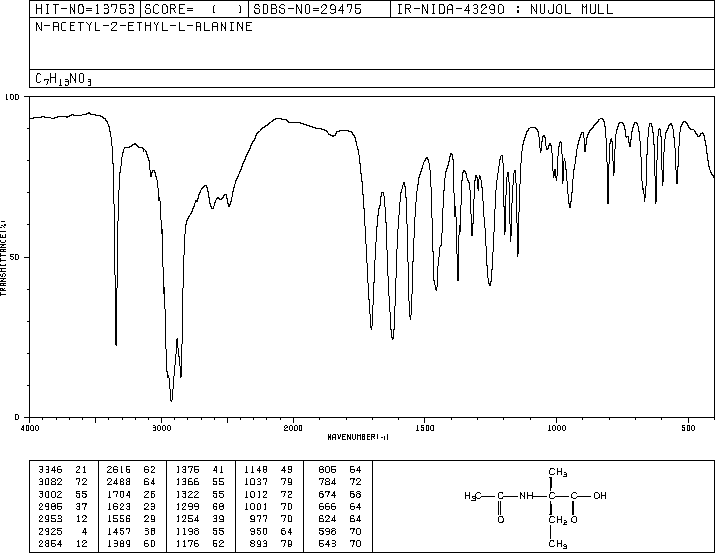 HIT-NO=13753 SCORE= ( ) SDBS-NO=29475 IR-NIDA-43290 : NUJOL MULL
N-ACETYL-2-ETHYL-L-ALANINE
C7H13NO3
100
50
0
TRANSMITTANCE(%)
4000 3000 2000 1500 1000 500
WAVENUMBER(-1)
3346 21 2615 62 1376 41 1148 49 805 64
3082 72 2488 64 1366 55 1037 79 784 72
3002 55 1704 26 1322 55 1012 72 674 68
2985 37 1623 23 1299 68 1001 70 666 64
2953 12 1556 29 1254 39 977 70 624 64
2925 4 1457 38 1198 55 950 64 598 70
2854 12 1389 60 1176 52 893 79 543 70
CH3
H3C C NH C C OH
O CH2 O
CH3